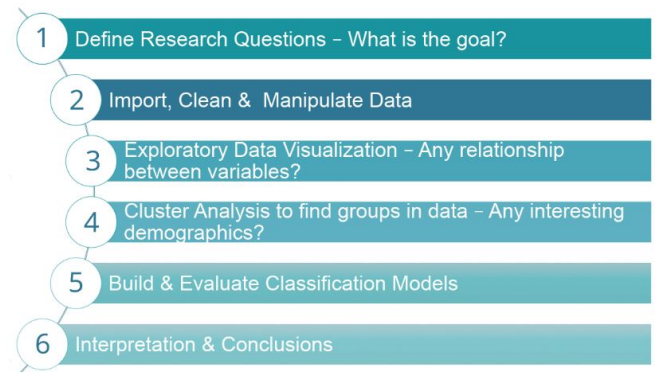 1 Define Research Questions – What is the goal?
2 Import, Clean & Manipulate Data
3 Exploratory Data Visualization – Any relationship
between variables?
4 Cluster Analysis to find groups in data – Any interesting
demographics?
5 Build & Evaluate Classification Models
6 Interpretation & Conclusions